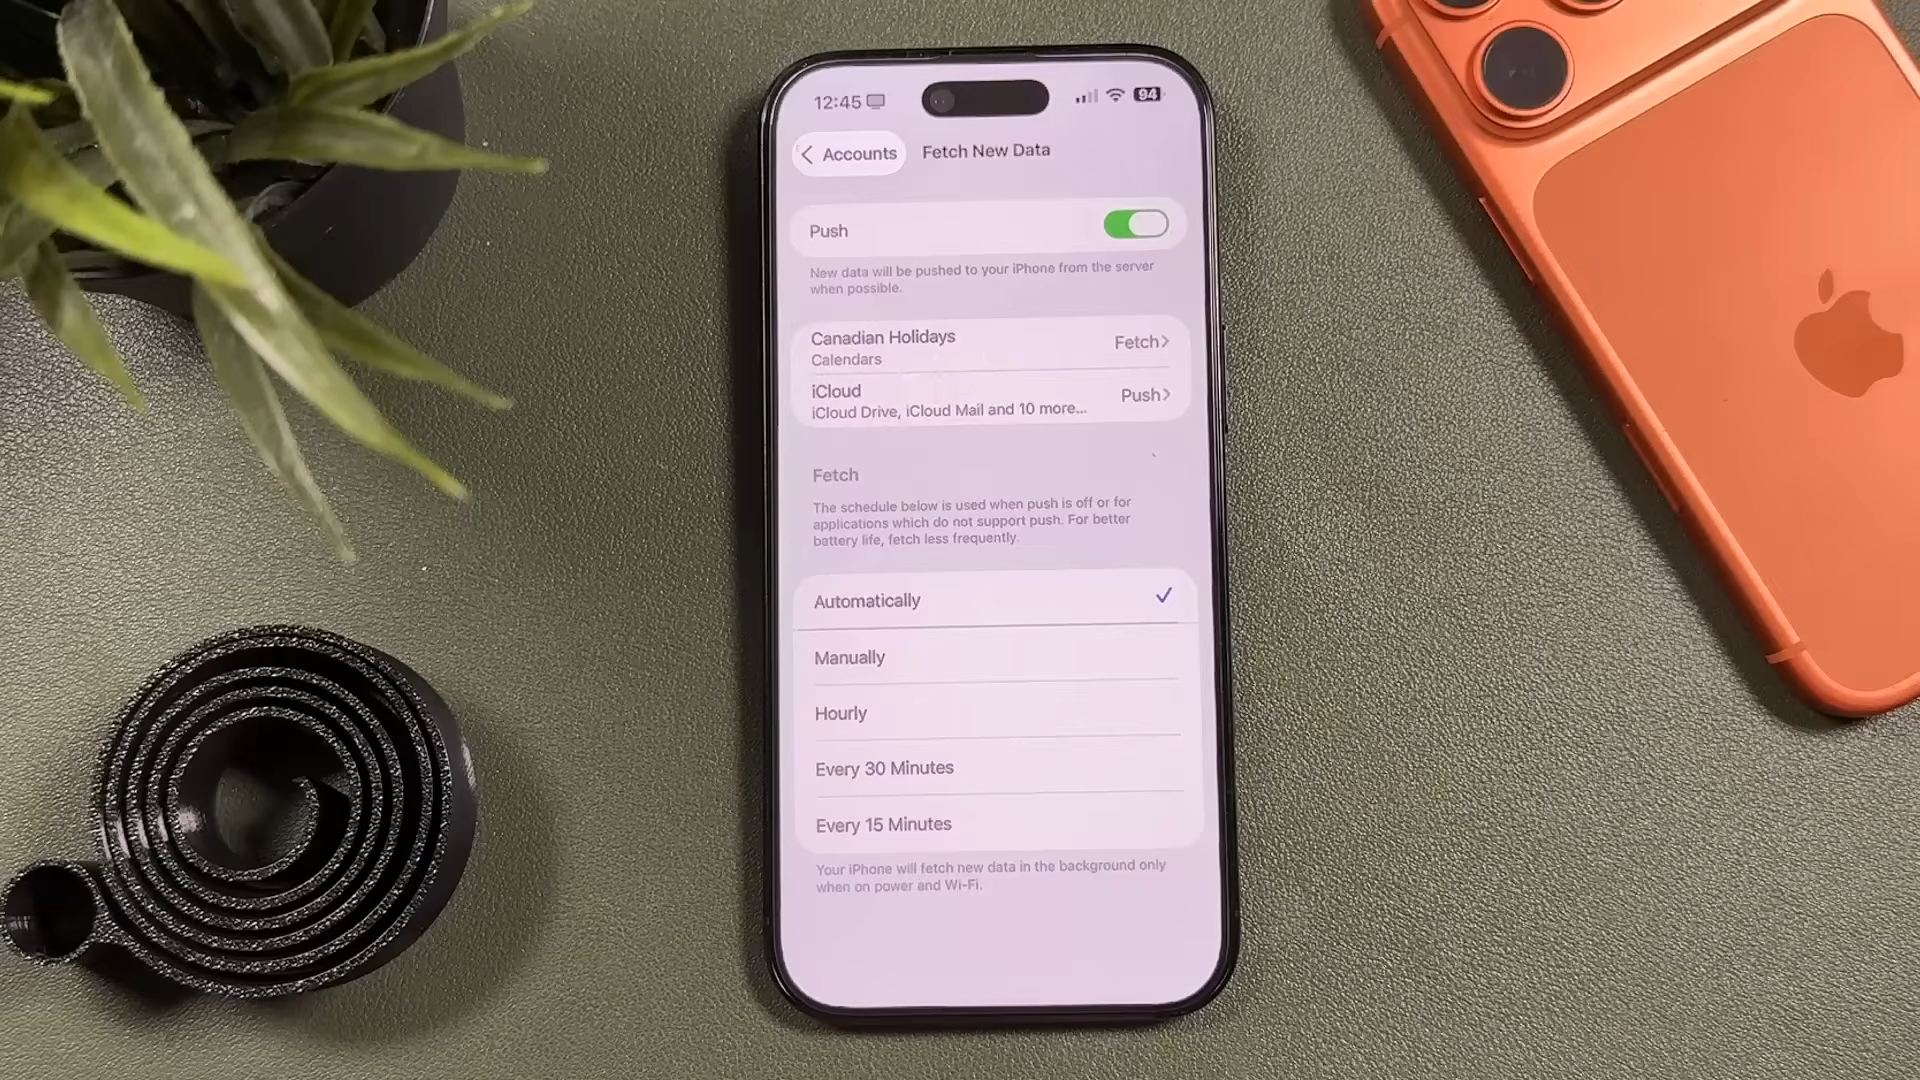 12:45
94
Accounts
Fetch New Data
Push
New data will be pushed to your iPhone from the server
when possible.
Canadian Holidays
Calendars
Fetch
iCloud
iCloud Drive, iCloud Mail and 10 more...
Push
Fetch
The schedule below is used when push is off or for
applications which do not support push. For better
battery life, fetch less frequently.
Automatically
Manually
Hourly
Every 30 Minutes
Every 15 Minutes
Your iPhone will fetch new data in the background only
when on power and Wi-Fi.